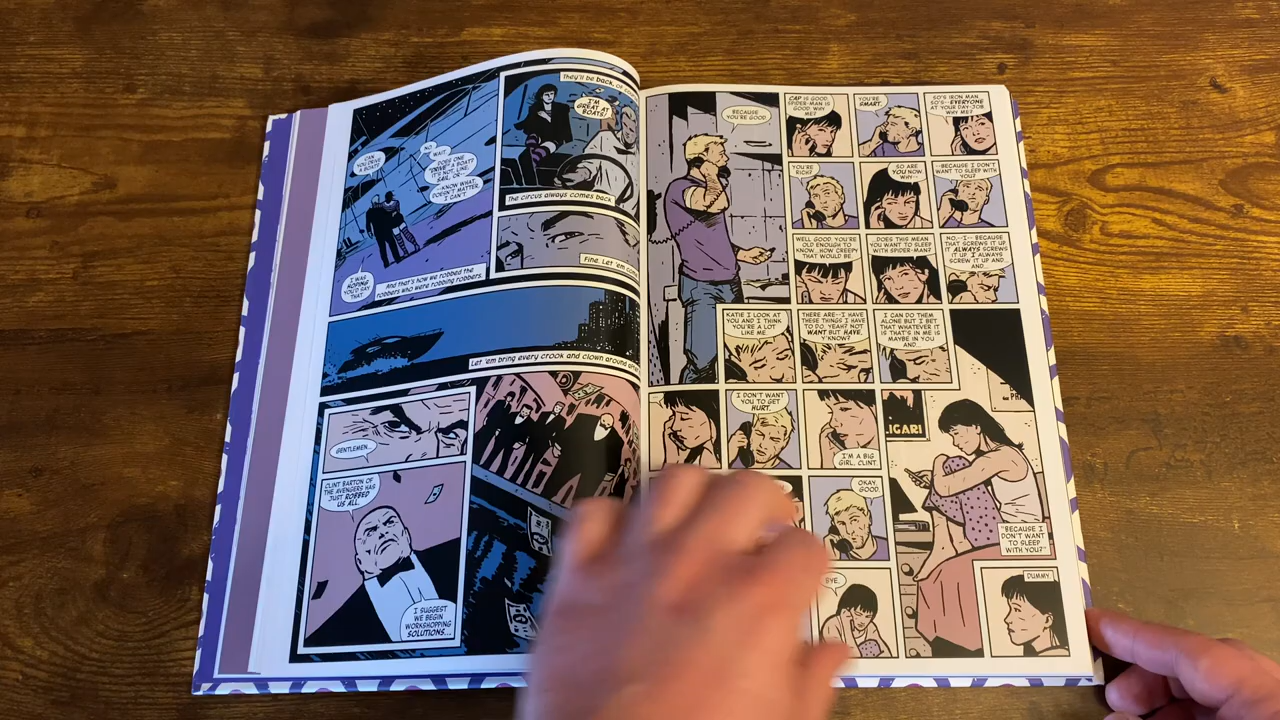 CAN
YOU DRIVE
A BOAT?
NO.
WAIT.
DOES ONE
"DRIVE" A BOAT?
IT'S NOT, LIKE,
SAIL, OR--
--KNOW WHAT,
DOESN'T MATTER.
I CAN'T.
I WAS
HOPING
YOU'D SAY
THAT.
And that's how we robbed the
robbers who were robbing robbers.
They'll be back, of
I'M
GREAT AT
BOATS!
The circus always comes back.
Fine. Let 'em
Let 'em bring every crook and clown around
GENTLEMEN...
CLINT BARTON OF
THE AVENGERS HAS
JUST ROBBED
US ALL.
I SUGGEST
WE BEGIN
WORKSHOPPING
SOLUTIONS...
BECAUSE
YOU'RE GOOD.
CAP IS GOOD.
SPIDER-MAN IS
GOOD. WHY
ME?
YOU'RE
SMART.
SO'S IRON MAN.
SO'S--EVERYONE
AT YOUR DAY-JOB.
WHY ME?
YOU'RE
RICH?
SO ARE
YOU NOW.
WHY--
--BECAUSE I DON'T
WANT TO SLEEP WITH
YOU?
WELL GOOD. YOU'RE
OLD ENOUGH TO
KNOW...HOW CREEPY
THAT WOULD BE.
...DOES THIS MEAN
YOU WANT TO SLEEP
WITH SPIDER-MAN?
NO.--I-- BECAUSE
THAT SCREWS IT UP.
IT ALWAYS SCREWS
IT UP. I ALWAYS
SCREW IT UP AND...
AND...
KATIE I LOOK AT
YOU AND I THINK
YOU'RE A LOT
LIKE ME.
THERE ARE--I HAVE
THESE THINGS I HAVE
TO DO. YEAH? NOT
WANT BUT HAVE,
Y'KNOW?
I CAN DO THEM
ALONE BUT I BET
THAT WHATEVER IT
IS THAT'S IN ME IS
MAYBE IN YOU
AND...
I DON'T WANT
YOU TO GET
HURT.
I'M A BIG
GIRL, CLINT.
LIGARI
OKAY.
GOOD.
"BECAUSE I
DON'T WANT
TO SLEEP
WITH YOU?"
BYE.
DUMMY.